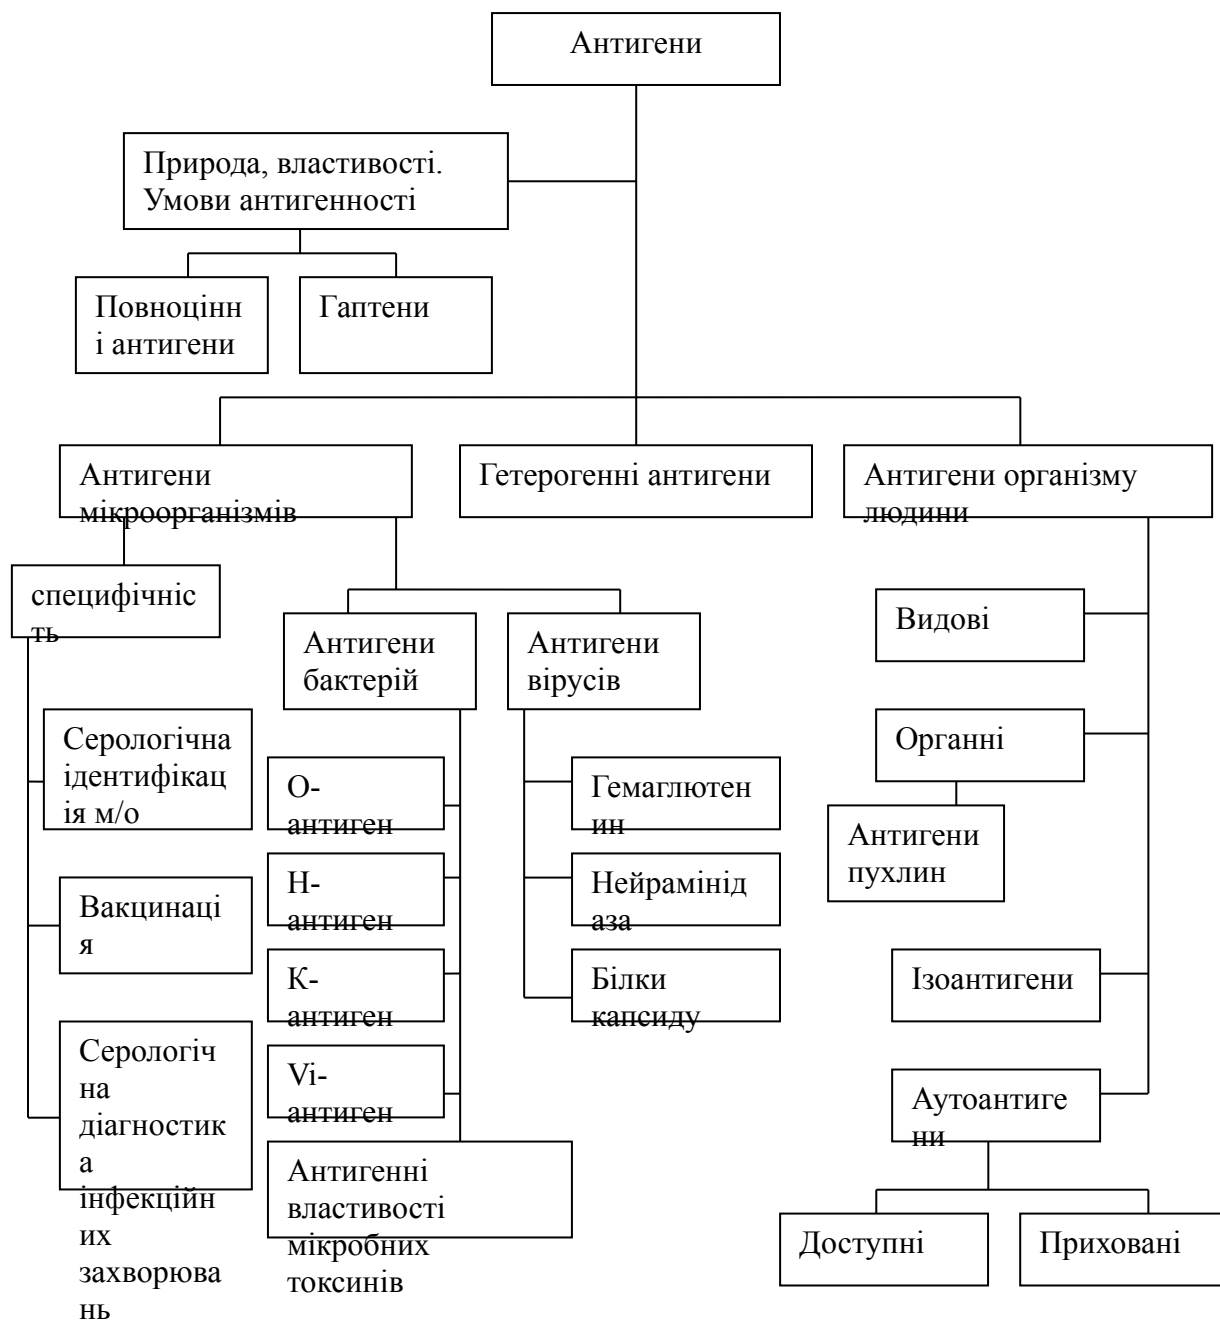 Антигени
Природа, властивості.
Умови антигенності
Повноцінн
і антигени
Гаптени
Антигени
мікроорганізмів
Гетерогенні антигени
Антигени організму
людини
специфічніс
ть
Антигени
бактерій
Антигени
вірусів
Видові
Органні
Антигени
пухлин
Ізоантигени
Аутоантиге
ни
Доступні
Приховані
Серологічна
ідентифікац
ія м/о
Вакцинаці
я
Серологіч
на
діагностик
а
інфекційн
их
захворюва
нь
О-
антиген
Н-
антиген
К-
антиген
Vi-
антиген
Антигенні
властивості
мікробних
токсинів
Гемаглютен
ин
Нейрамінід
аза
Білки
капсиду